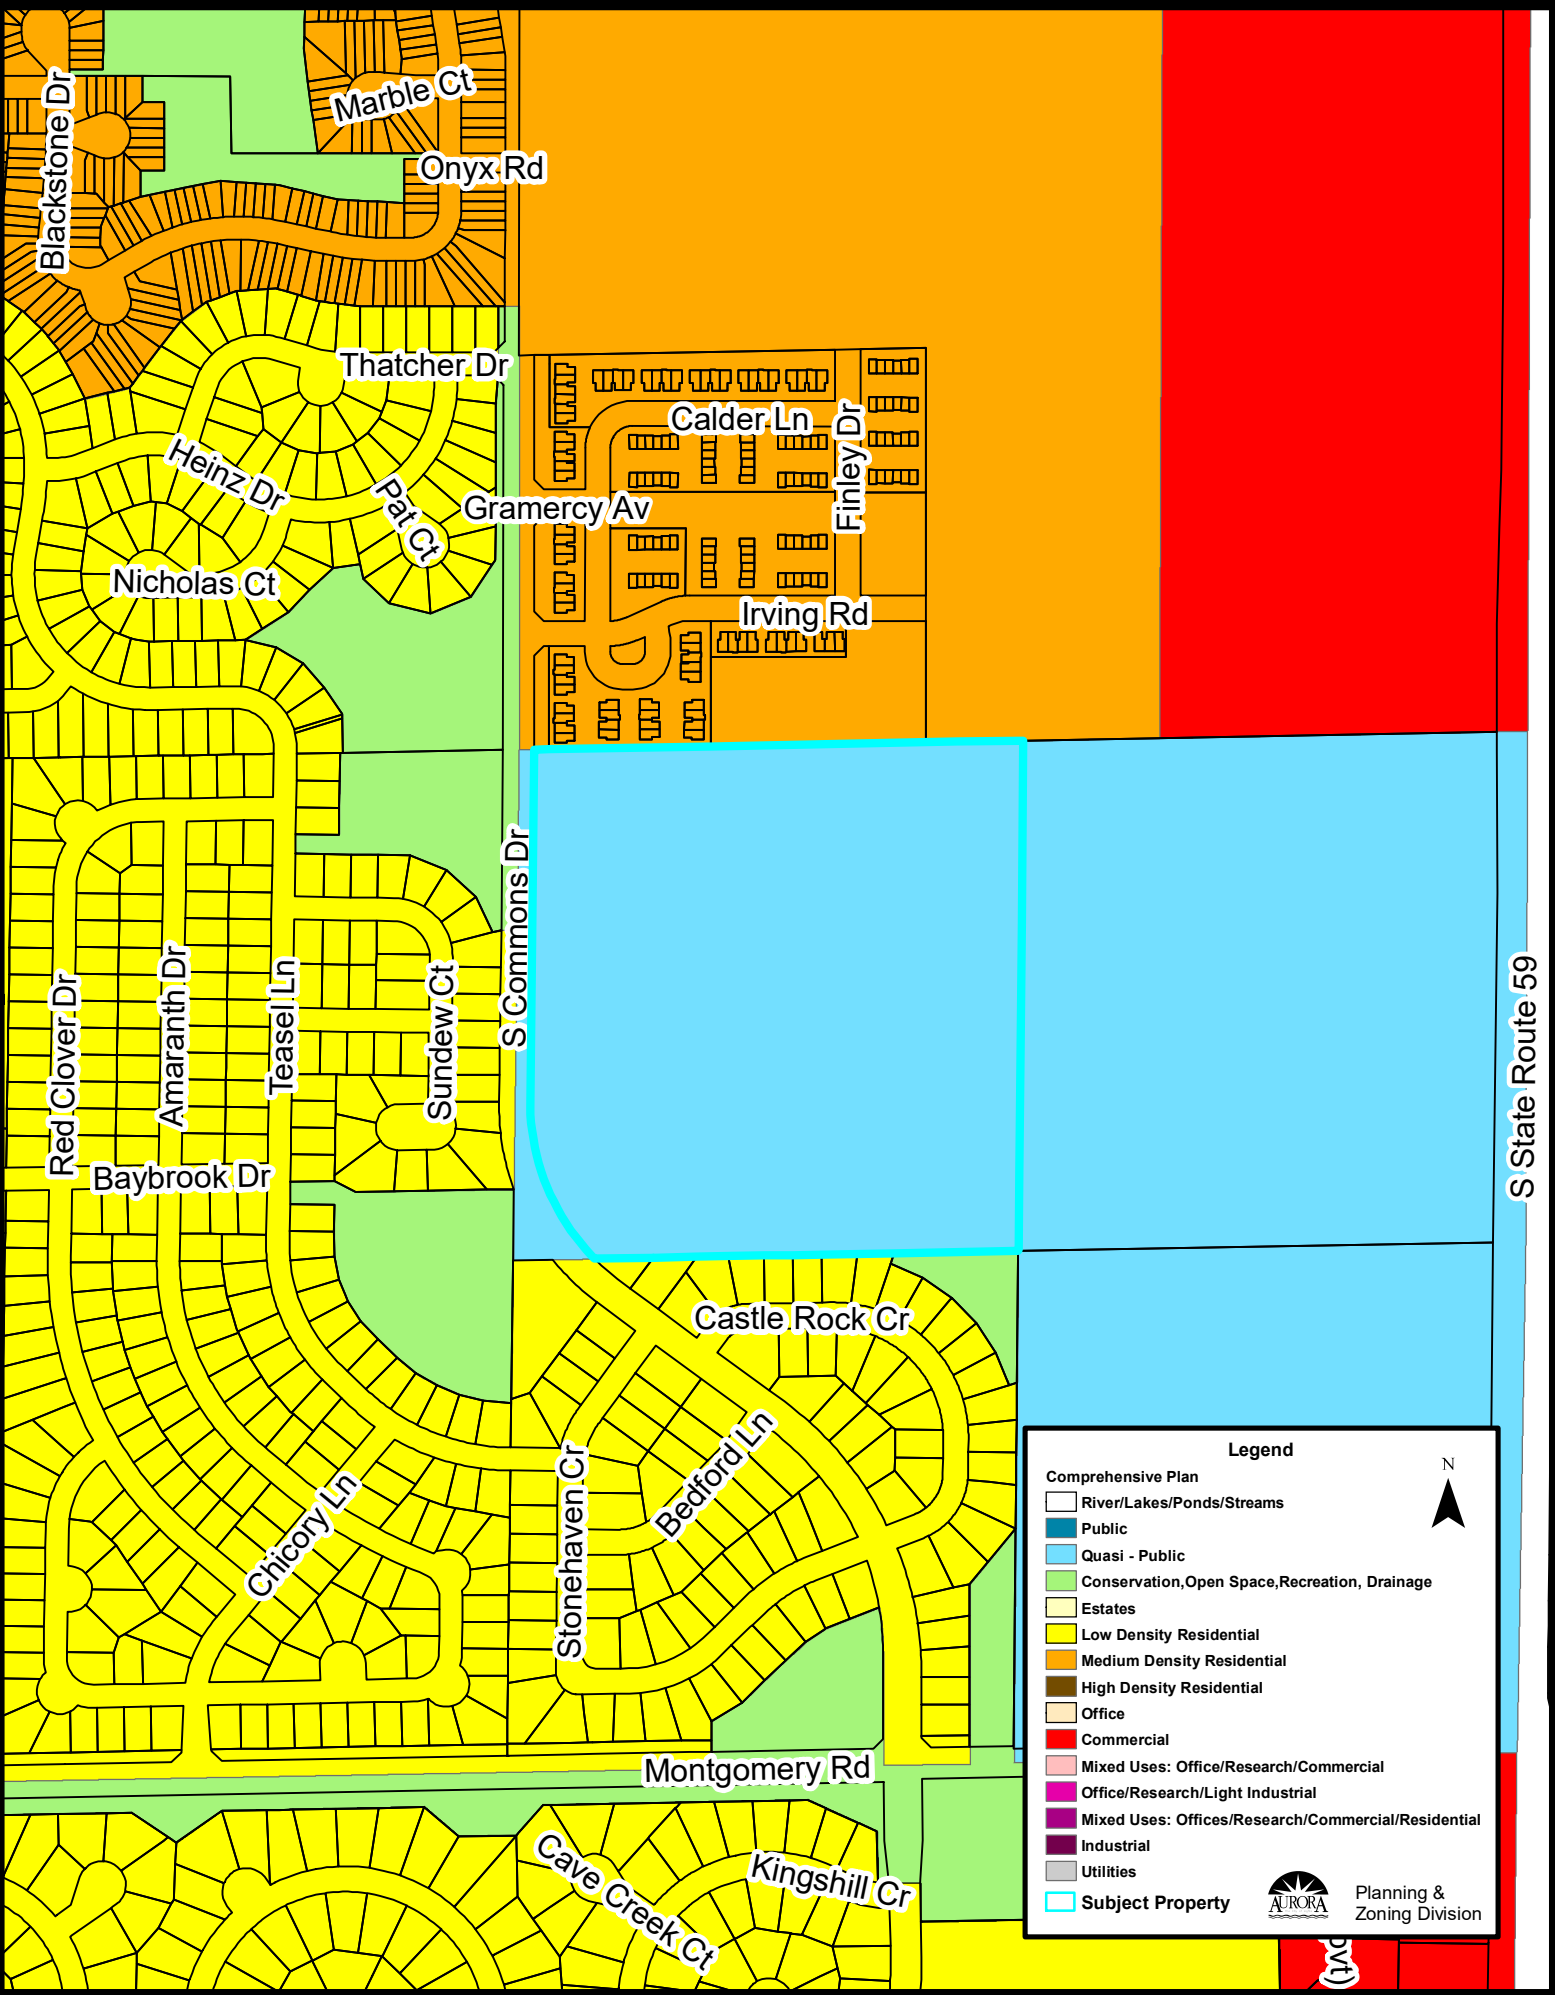 Marble Ct
Blackstone Dr
Onyx Rd
Thatcher Dr
Calder Ln
Finley Dr
Heinz Dr
Pat Ct
Gramercy Av
Nicholas Ct
Irving Rd
S Commons Dr
Red Clover Dr
Amaranth Dr
Teasel Ln
Sundew Ct
S State Route 59
Baybrook Dr
Castle Rock Cr
Bedford Ln
Chicory Ln
Stonehaven Cr
Montgomery Rd
Cave Creek Ct
Kingshill Cr
Legend
N
Comprehensive Plan
River/Lakes/Ponds/Streams
Public
Quasi - Public
Conservation,Open Space,Recreation, Drainage
Estates
Low Density Residential
Medium Density Residential
High Density Residential
Office
Commercial
Mixed Uses: Office/Research/Commercial
Office/Research/Light Industrial
Mixed Uses: Offices/Research/Commercial/Residential
Industrial
Utilities
Subject Property
AURORA
Planning &
Zoning Division